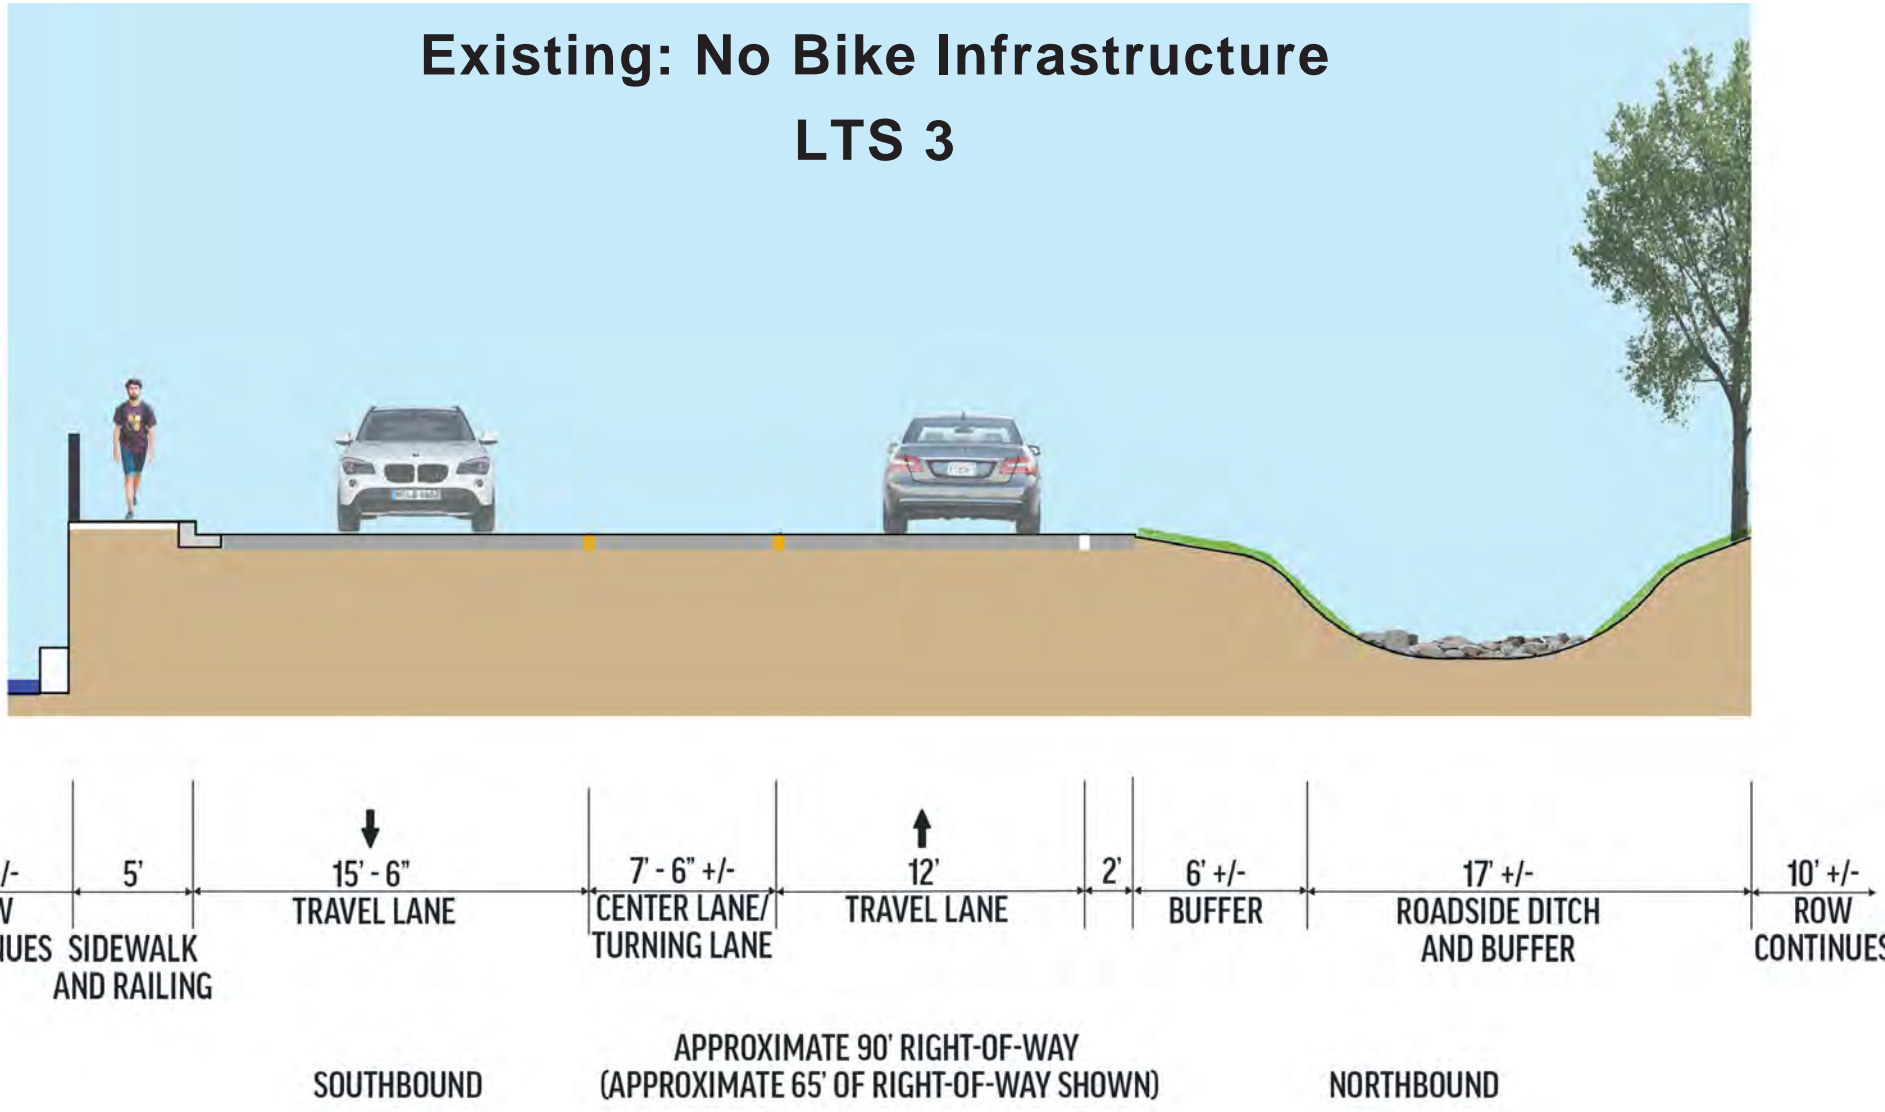 Existing: No Bike Infrastructure
LTS 3
/-
5’
15’ - 6”
7’ - 6” +/-
12’
2’
6’ +/-
17’ +/-
10’ +/-
W
NUES
SIDEWALK
AND RAILING
TRAVEL LANE
CENTER LANE/
TURNING LANE
TRAVEL LANE
BUFFER
ROADSIDE DITCH
AND BUFFER
ROW
CONTINUES
APPROXIMATE 90’ RIGHT-OF-WAY
(APPROXIMATE 65’ OF RIGHT-OF-WAY SHOWN)
SOUTHBOUND
NORTHBOUND